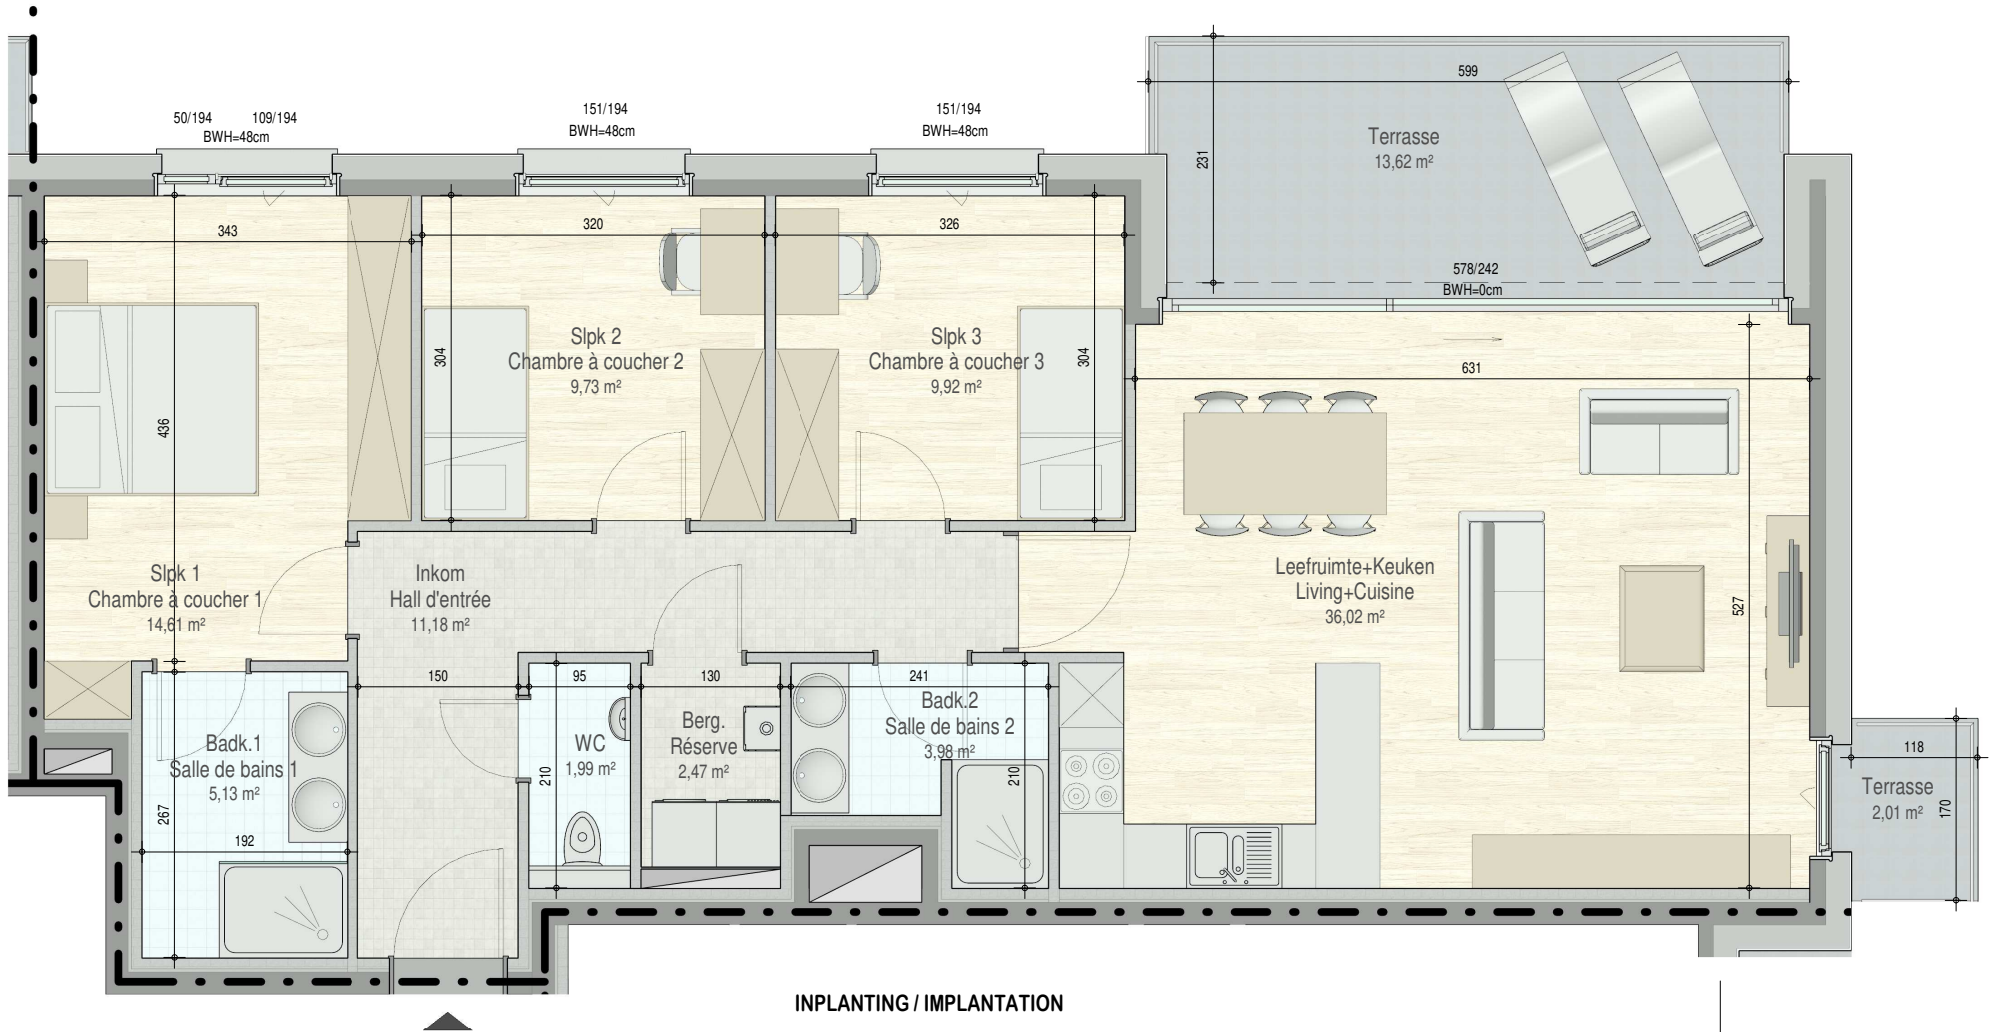 599
50/194 109/194
BWH=48cm
151/194
BWH=48cm
151/194
BWH=48cm
Terrasse
13,62 m²
231
343
320
326
578/242
BWH=0cm
Slpk 2
Chambre à coucher 2
9,73 m²
304
Slpk 3
Chambre à coucher 3
9,92 m²
304
631
436
Slpk 1
Chambre à coucher 1
14,61 m²
Inkom
Hall d'entrée
11,18 m²
Leefruimte+Keuken
Living+Cuisine
36,02 m²
527
150
95
130
241
Badk.1
Salle de bains 1
5,13 m²
267
192
WC
1,99 m²
210
Berg.
Réserve
2,47 m²
Badk.2
Salle de bains 2
3,98 m²
210
118
Terrasse
2,01 m²
170
INPLANTING / IMPLANTATION